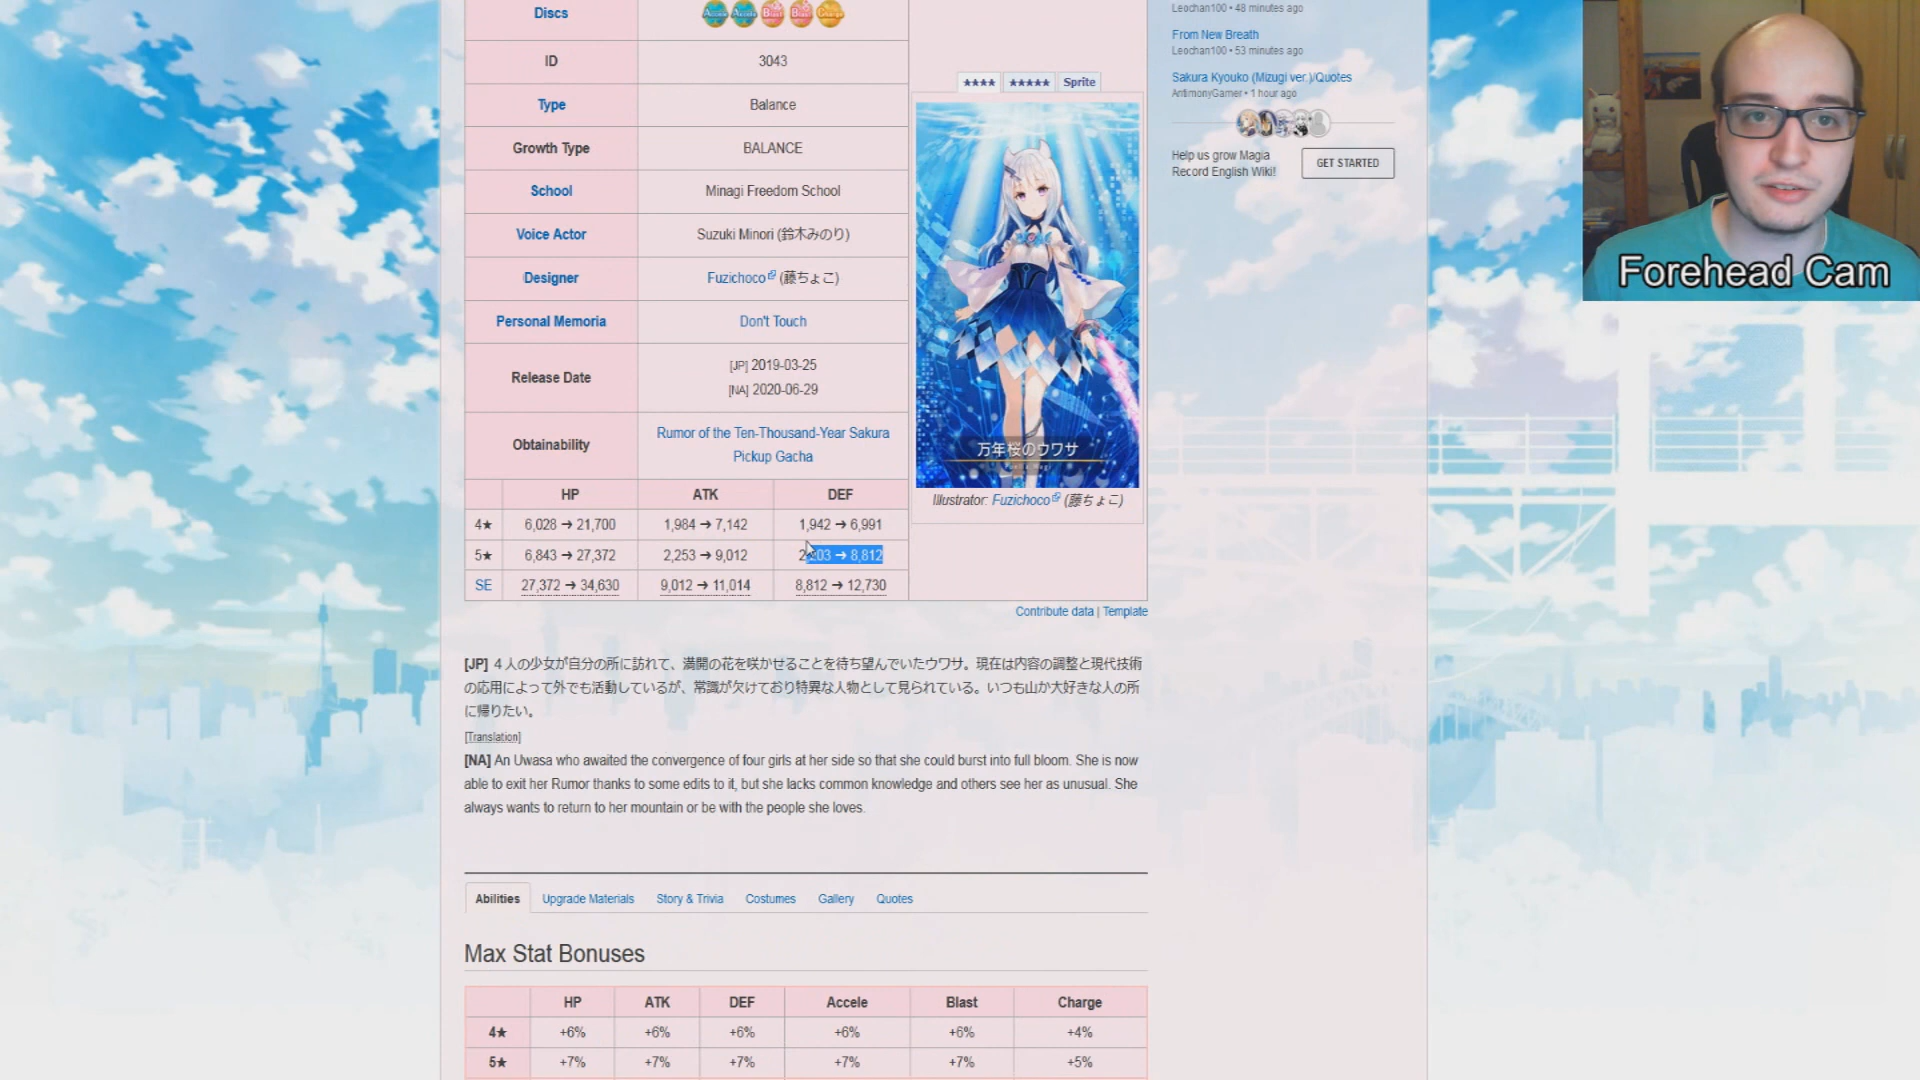 Discs
Accele Accele Blast Blast Charge
ID 3043
Type Balance
Growth Type BALANCE
School Minagi Freedom School
Voice Actor Suzuki Minori (鈴木みのり)
Designer Fuzichoco (藤ちょこ)
Personal Memoria Don't Touch
Release Date [JP] 2019-03-25
[NA] 2020-06-29
Obtainability Rumor of the Ten-Thousand-Year Sakura
Pickup Gacha
HP ATK DEF
4★ 6,028 → 21,700 1,984 → 7,142 1,942 → 6,991
5★ 6,843 → 27,372 2,253 → 9,012 2,203 → 8,812
SE 27,372 → 34,630 9,012 → 11,014 8,812 → 12,730
★★★★ ★★★★★ Sprite
万年桜のウワサ
Illustrator: Fuzichoco (藤ちょこ)
Contribute data | Template
[JP] 4人の少女が自分の所に訪れて、満開の花を咲かせることを待ち望んでいたウワサ。現在は内容の調整と現代技術
の応用によって外でも活動しているが、常識が欠けており特異な人物として見られている。いつも山か大好きな人の所
に帰りたい。
[Translation]
[NA] An Uwasa who awaited the convergence of four girls at her side so that she could burst into full bloom. She is now
able to exit her Rumor thanks to some edits to it, but she lacks common knowledge and others see her as unusual. She
always wants to return to her mountain or be with the people she loves.
Abilities Upgrade Materials Story & Trivia Costumes Gallery Quotes
Max Stat Bonuses
HP ATK DEF Accele Blast Charge
4★ +6% +6% +6% +6% +6% +4%
5★ +7% +7% +7% +7% +7% +5%
Leochan100 • 48 minutes ago
From New Breath
Leochan100 • 53 minutes ago
Sakura Kyouko (Mizugi ver.)/Quotes
AntimonyGamer • 1 hour ago
Help us grow Magia
Record English Wiki!
GET STARTED
Forehead Cam